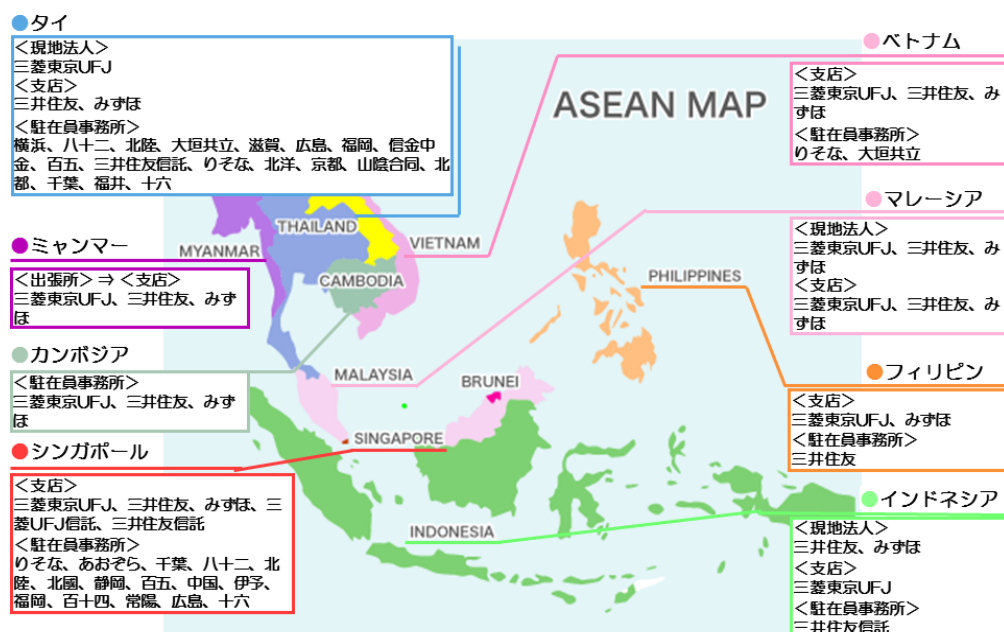 ●タイ
<現地法人>
三菱東京UFJ
<支店>
三井住友、みずほ
<駐在員事務所>
横浜、八十二、北陸、大垣共立、滋賀、広島、福岡、信金中
金、百五、三井住友信託、りそな、北洋、京都、山陰合同、北
都、千葉、福井、十六
●ミャンマー
<出張所> ⇒ <支店>
三菱東京UFJ、三井住友、みず
ほ
●カンボジア
<駐在員事務所>
三菱東京UFJ、三井住友、みず
ほ
●シンガポール
<支店>
三菱東京UFJ、三井住友、みずほ、三
菱UFJ信託、三井住友信託
<駐在員事務所>
りそな、あおぞら、千葉、八十二、北
陸、北國、静岡、百五、中国、伊予、
福岡、百十四、常陽、広島、十六
ASEAN MAP
THAILAND
MYANMAR
VIETNAM
CAMBODIA
PHILIPPINES
MALAYSIA
BRUNEI
SINGAPORE
INDONESIA
●ベトナム
<支店>
三菱東京UFJ、三井住友、み
ずほ
<駐在員事務所>
りそな、大垣共立
●マレーシア
<現地法人>
三菱東京UFJ、三井住友、み
ずほ
<支店>
三菱東京UFJ、三井住友、み
ずほ
●フィリピン
<支店>
三菱東京UFJ、みずほ
<駐在員事務所>
三井住友
●インドネシア
<現地法人>
三井住友、みずほ
<支店>
三菱東京UFJ
<駐在員事務所>
三井住友信託